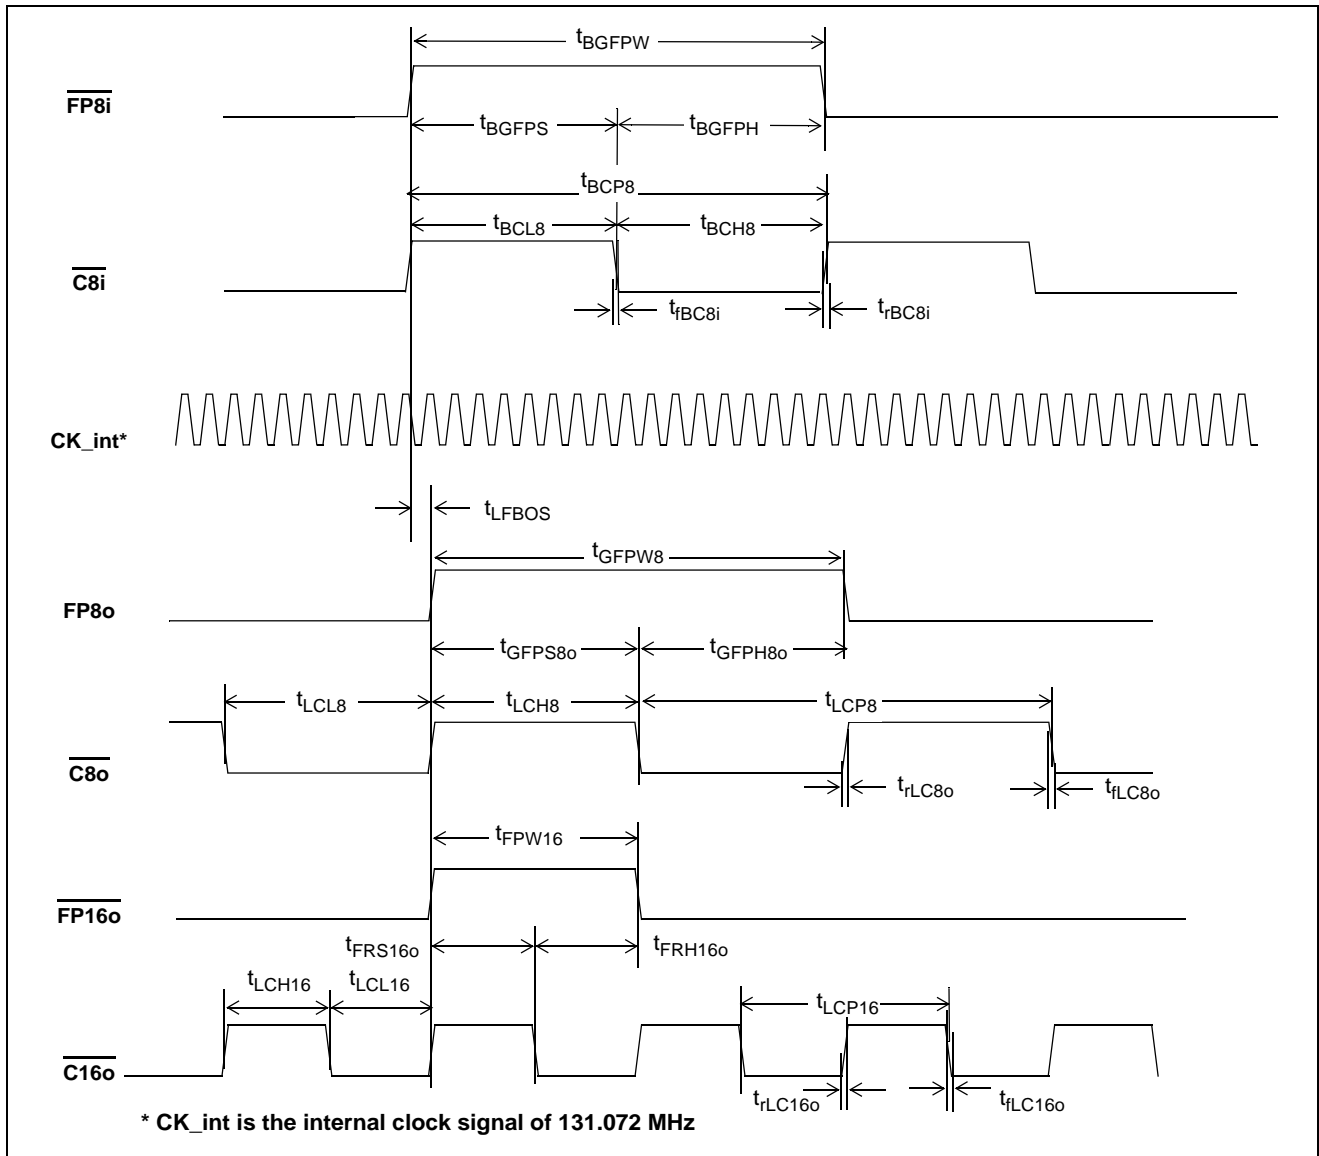 tBGFPW
FP8i
tBGFPS
tBGFPH
tBCP8
tBCL8
tBCH8
C8i
tfBC8i
trBC8i
CK_int*
tLFBOS
tGFPW8
FP8o
tGFPS8o
tGFPH8o
tLCL8
tLCH8
tLCP8
C8o
trLC8o
tfLC8o
tFPW16
FP16o
tFRS16o
tFRH16o
tLCH16
tLCL16
tLCP16
C16o
trLC16o
tfLC16o
* CK_int is the internal clock signal of 131.072 MHz